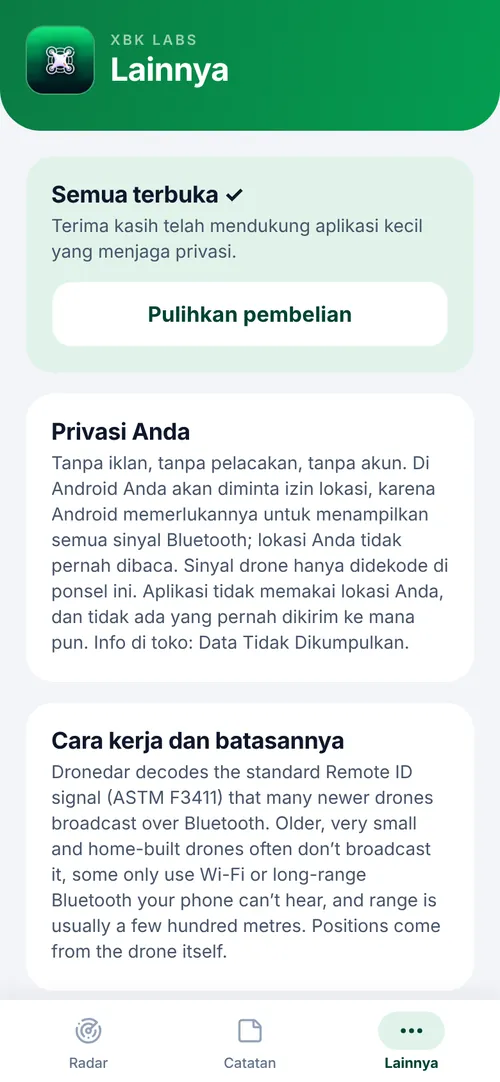 XBK LABS
Lainnya
Semua terbuka ✓
Terima kasih telah mendukung aplikasi kecil
yang menjaga privasi.
Pulihkan pembelian
Privasi Anda
Tanpa iklan, tanpa pelacakan, tanpa akun. Di
Android Anda akan diminta izin lokasi, karena
Android memerlukannya untuk menampilkan
semua sinyal Bluetooth; lokasi Anda tidak
pernah dibaca. Sinyal drone hanya didekode di
ponsel ini. Aplikasi tidak memakai lokasi Anda,
dan tidak ada yang pernah dikirim ke mana
pun. Info di toko: Data Tidak Dikumpulkan.
Cara kerja dan batasannya
Dronedar decodes the standard Remote ID
signal (ASTM F3411) that many newer drones
broadcast over Bluetooth. Older, very small
and home-built drones often don’t broadcast
it, some only use Wi-Fi or long-range
Bluetooth your phone can’t hear, and range is
usually a few hundred metres. Positions come
from the drone itself.
Radar
Catatan
Lainnya